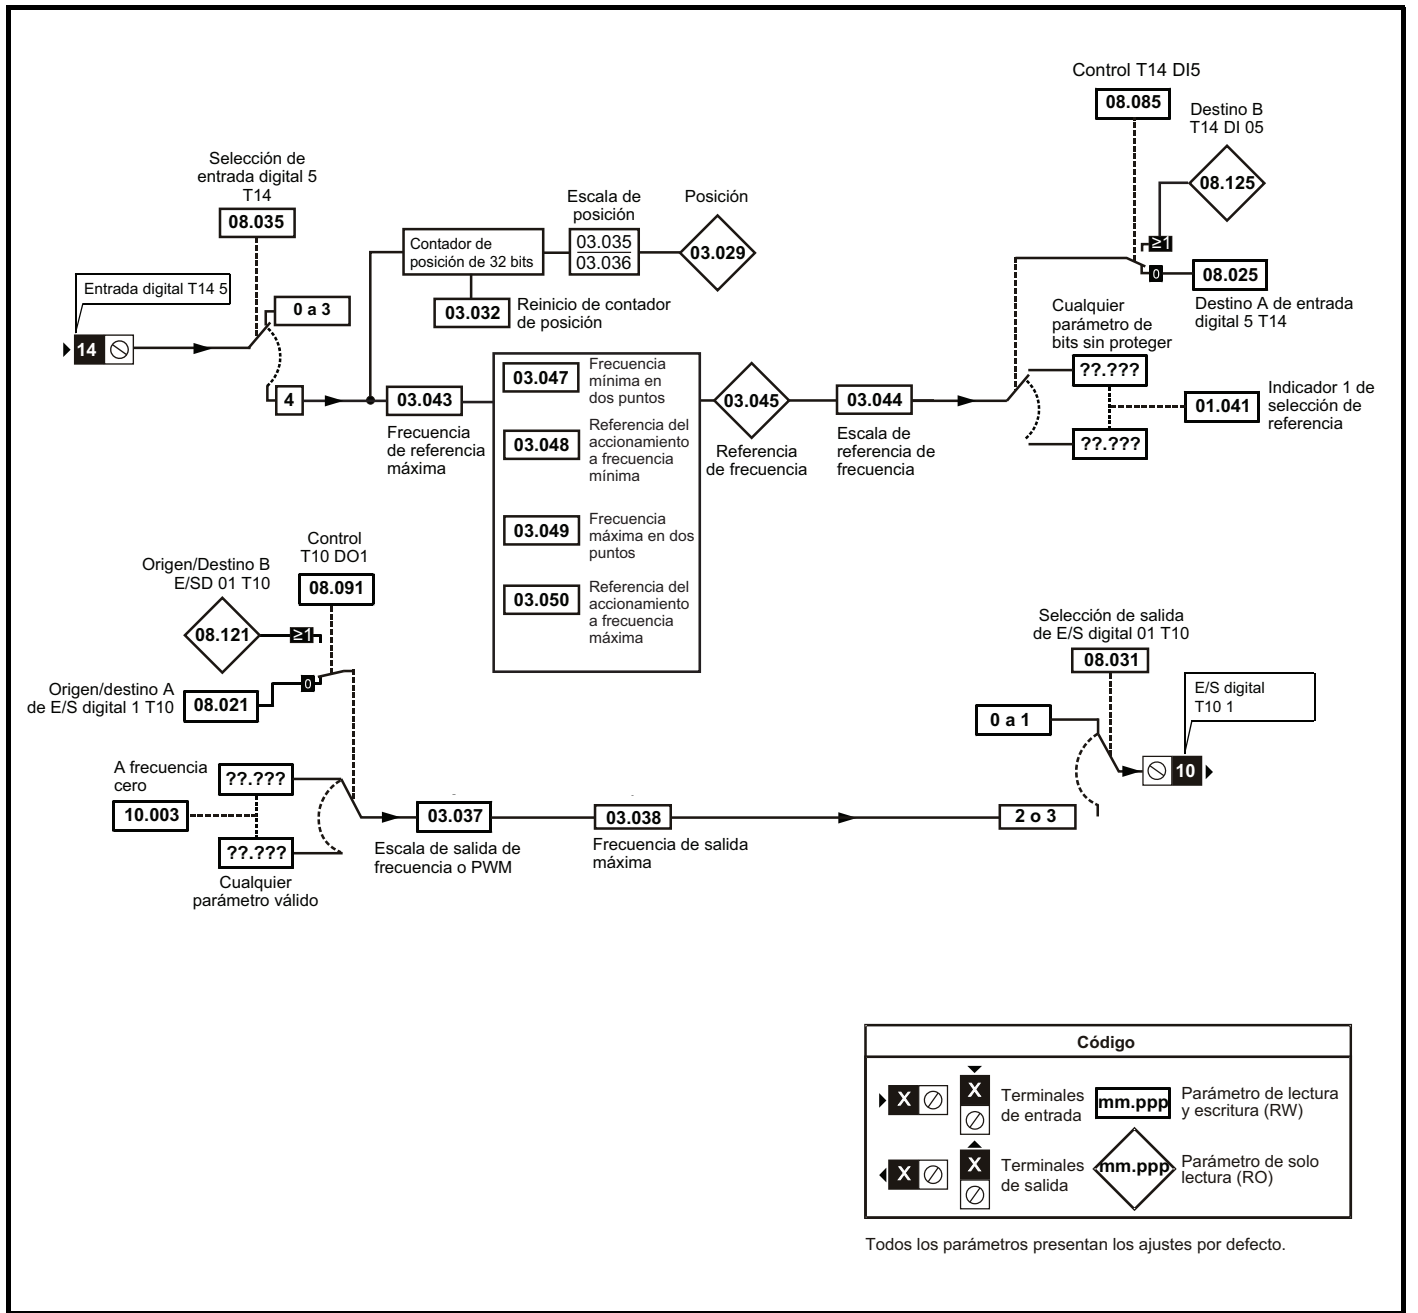 Control T14 DI5
08.085
Destino B
T14 DI 05
08.125
≥1
0
08.025
Destino A de entrada
digital 5 T14
Selección de
entrada digital 5
T14
08.035
Entrada digital T14 5
14
0 a 3
4
Contador de
posición de 32 bits
03.032
Reinicio de contador
de posición
Escala de
posición
03.035
03.036
Posición
03.029
03.043
Frecuencia
de referencia
máxima
03.047
Frecuencia
mínima en
dos puntos
03.048
Referencia del
accionamiento
a frecuencia
mínima
03.049
Frecuencia
máxima en dos
puntos
03.050
Referencia del
accionamiento
a frecuencia
máxima
03.045
Referencia
de frecuencia
03.044
Escala de
referencia de
frecuencia
Cualquier
parámetro de
bits sin proteger
??.???
??.???
01.041
Indicador 1 de
selección de
referencia
Control
T10 DO1
08.091
Origen/Destino B
E/SD 01 T10
08.121
≥1
0
Origen/destino A
de E/S digital 1 T10
08.021
A frecuencia
cero
10.003
??.???
??.???
Cualquier
parámetro válido
03.037
Escala de salida de
frecuencia o PWM
03.038
Frecuencia de salida
máxima
Selección de salida
de E/S digital 01 T10
08.031
0 a 1
2 o 3
E/S digital
T10 1
10
Código
X
X
Terminales
de entrada
mm.ppp
Parámetro de lectura
y escritura (RW)
X
X
Terminales
de salida
mm.ppp
Parámetro de solo
lectura (RO)
Todos los parámetros presentan los ajustes por defecto.